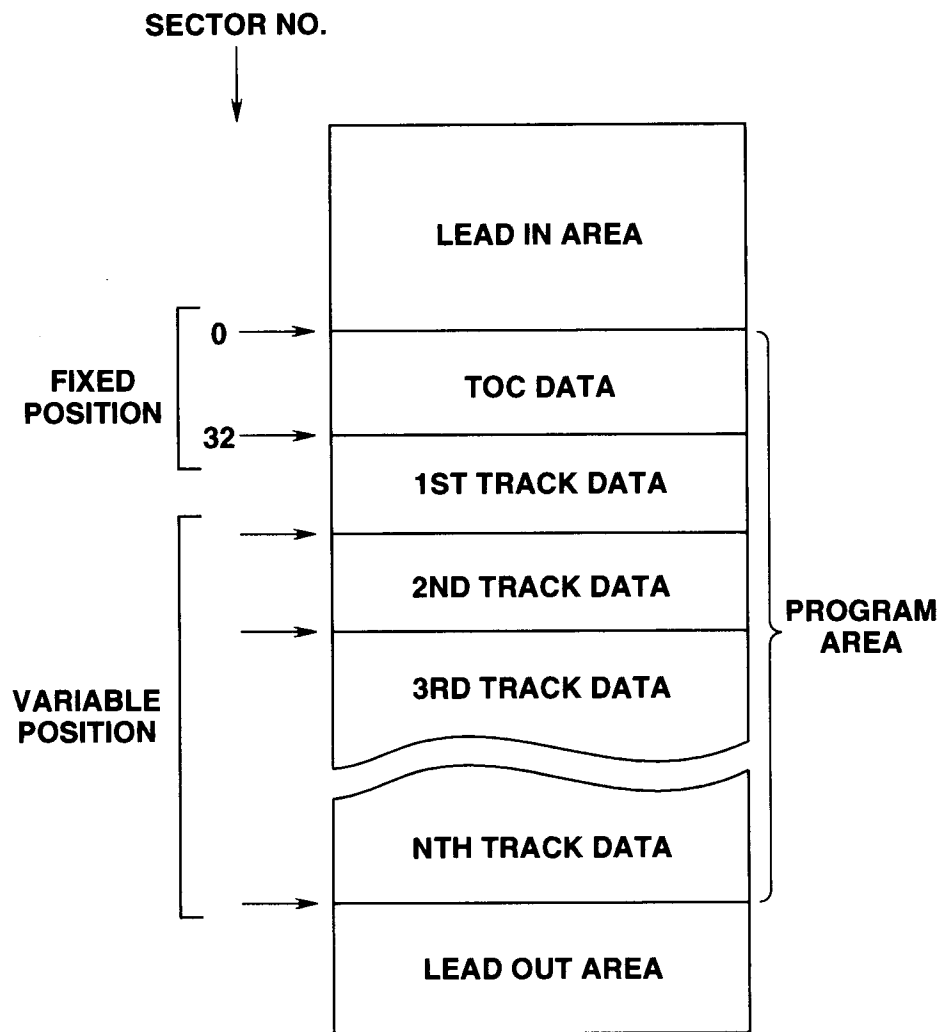 SECTOR NO.
LEAD IN AREA
0
FIXED
POSITION
TOC DATA
32
1ST TRACK DATA
2ND TRACK DATA
PROGRAM
AREA
3RD TRACK DATA
VARIABLE
POSITION
NTH TRACK DATA
LEAD OUT AREA